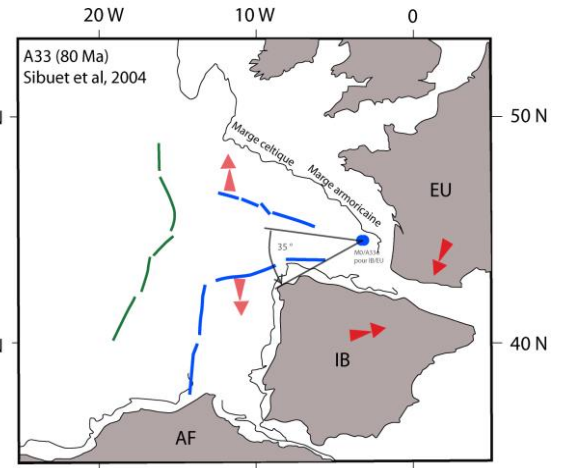 20 W 10 W 0
A33 (80 Ma)
Sibuet et al, 2004
50 N
Marge celtique
Marge armoricaine
EU
35 °
M0/A33o
pour IB/EU
40 N
IB
AF